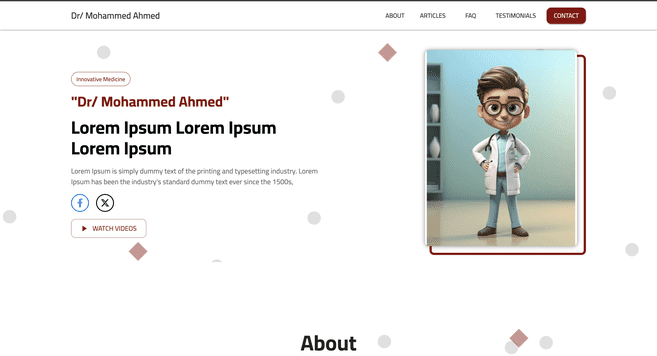 Dr/ Mohammed Ahmed
ABOUT ARTICLES FAQ TESTIMONIALS CONTACT
Innovative Medicine
"Dr/ Mohammed Ahmed"
Lorem Ipsum Lorem Ipsum
Lorem Ipsum
Lorem Ipsum is simply dummy text of the printing and typesetting industry. Lorem
Ipsum has been the industry's standard dummy text ever since the 1500s,
WATCH VIDEOS
About